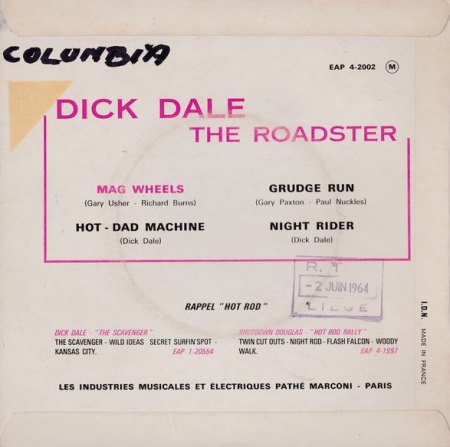 COLUMBIA
EAP 4-2002 M
DICK DALE
THE ROADSTER
MAG WHEELS
(Gary Usher - Richard Burns)
GRUDGE RUN
(Gary Paxton - Paul Nuckles)
HOT - DAD MACHINE
(Dick Dale)
NIGHT RIDER
(Dick Dale)
R. T
- 2 JUIN 1964
LIEGE
RAPPEL "HOT ROD"
DICK DALE - "THE SCAVENGER"
THE SCAVENGER - WILD IDEAS SECRET SURFIN'SPOT -
KANSAS CITY. EAP 1-20554
SHUTDOWN DOUGLAS - "HOT ROD RALLY"
TWIN CUT OUTS - NIGHT ROD - FLASH FALCON - WOODY
WALK. EAP 4-1997
LES INDUSTRIES MUSICALES ET ÉLECTRIQUES PATHÉ MARCONI - PARIS
I.D.N. MADE IN FRANCE